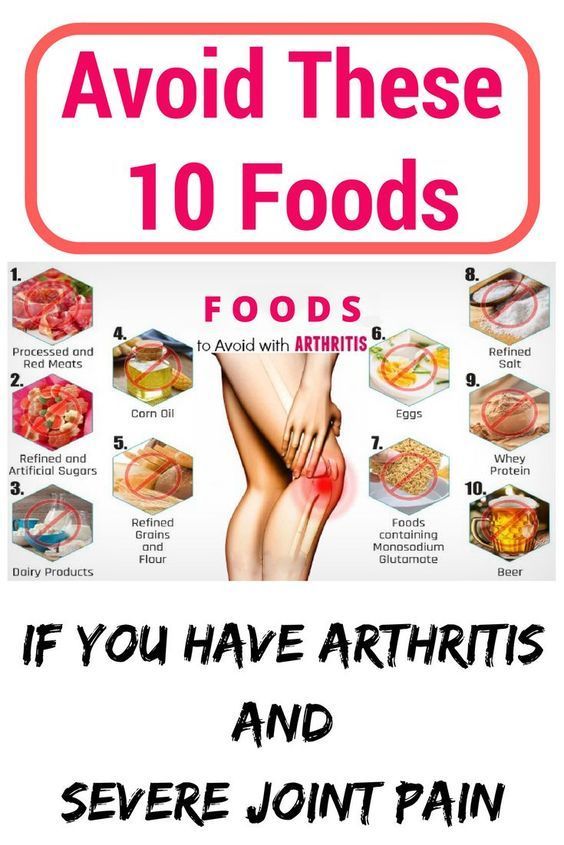 Avoid These
10 Foods
FOODS
to Avoid with ARTHRITIS
1.
Processed and
Red Meats
2.
Refined and
Artificial Sugars
3.
Dairy Products
4.
Corn Oil
5.
Refined
Grains
and
Flour
6.
Eggs
7.
Foods
containing
Monosodium
Glutamate
8.
Refined
Salt
9.
Whey
Protein
10.
Beer
IF YOU HAVE ARTHRITIS
AND
SEVERE JOINT PAIN